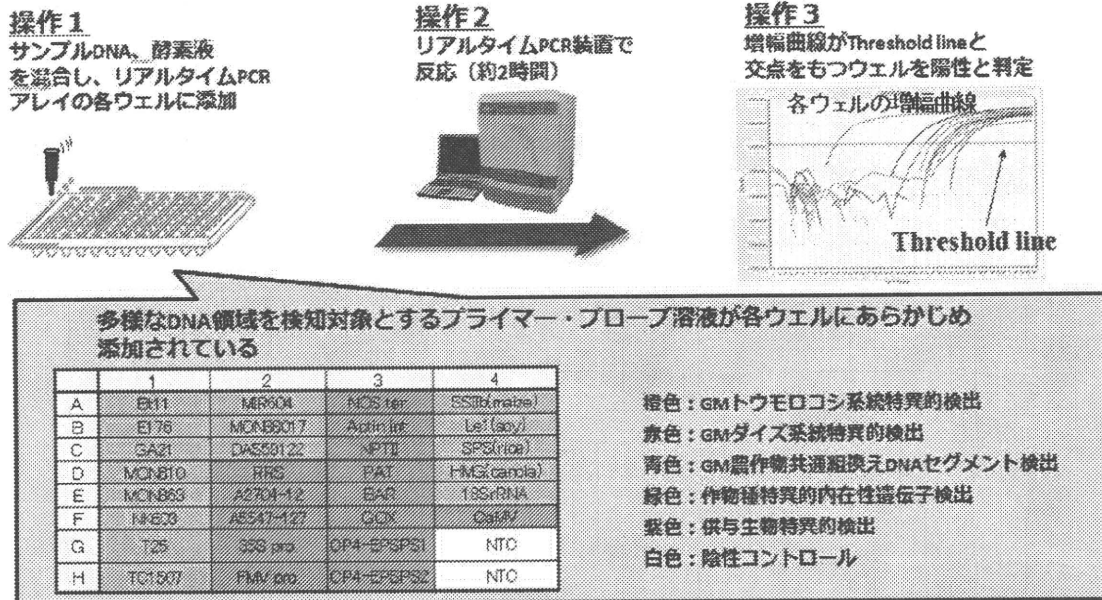 操作1
サンプルDNA、酵素液
を混合し、リアルタイムPCR
アレイの各ウェルに添加
操作2
リアルタイムPCR装置で
反応(約2時間)
操作3
増幅曲線がThreshold lineと
交点をもつウェルを陽性と判定
各ウェルの増幅曲線
Threshold line
多様なDNA領域を検知対象とするプライマー・プローブ溶液が各ウェルにあらかじめ
添加されている
1 2 3 4
A Bt11 MIR604 NOS ter SSIIb(maize)
B E176 MON88017 Actin int Le1(soy)
C GA21 DAS59122 NPTII SPS(rice)
D MON810 RRS PAT HMG(canola)
E MON863 A2704-12 BAR 18SrRNA
F NK603 A5547-127 GOX CaMV
G T25 35S pro CP4-EPSPS1 NTC
H TC1507 FMV pro CP4-EPSPS2 NTC
橙色:GMトウモロコシ系統特異的検出
赤色:GMダイズ系統特異的検出
青色:GM農作物共通組換えDNAセグメント検出
緑色:作物種特異的内在性遺伝子検出
紫色:供与生物特異的検出
白色:陰性コントロール